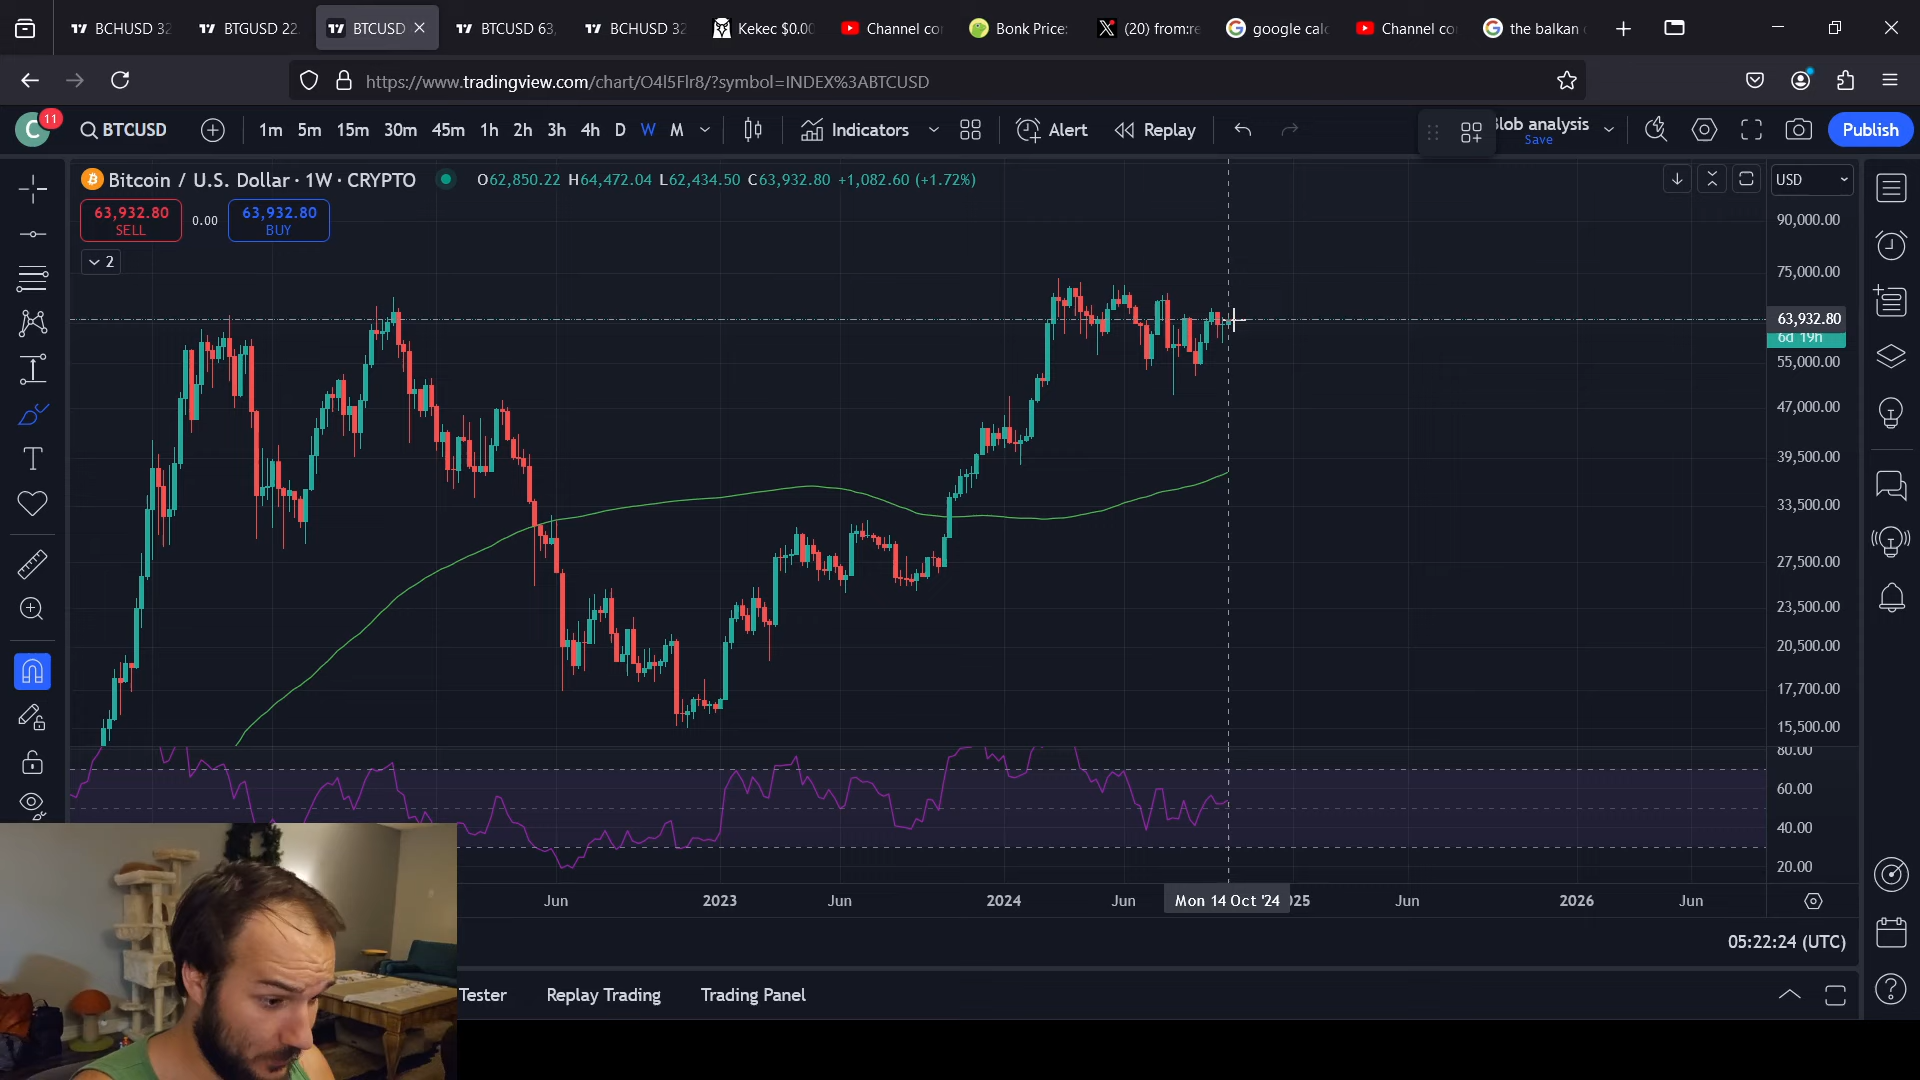 BCHUSD 32
BTGUSD 22.
BTCUSD
BTCUSD 63,
BCHUSD 32
Kekec $0.00
Channel co
Bonk Price:
(20) from:re
google calc
Channel co
the balkan
https://www.tradingview.com/chart/O4l5Flr8/?symbol=INDEX%3ABTCUSD
C
11
BTCUSD
1m
5m
15m
30m
45m
1h
2h
3h
4h
D
W
M
Indicators
Alert
Replay
Blob analysis
Save
Publish
Bitcoin / U.S. Dollar · 1W · CRYPTO
O62,850.22 H64,472.04 L62,434.50 C63,932.80 +1,082.60 (+1.72%)
USD
63,932.80
SELL
0.00
63,932.80
BUY
2
90,000.00
75,000.00
63,932.80
6d 19h
55,000.00
47,000.00
39,500.00
33,500.00
27,500.00
23,500.00
20,500.00
17,700.00
15,500.00
80.00
60.00
40.00
20.00
Jun
2023
Jun
2024
Jun
Mon 14 Oct '24
025
Jun
2026
Jun
05:22:24 (UTC)
Tester
Replay Trading
Trading Panel